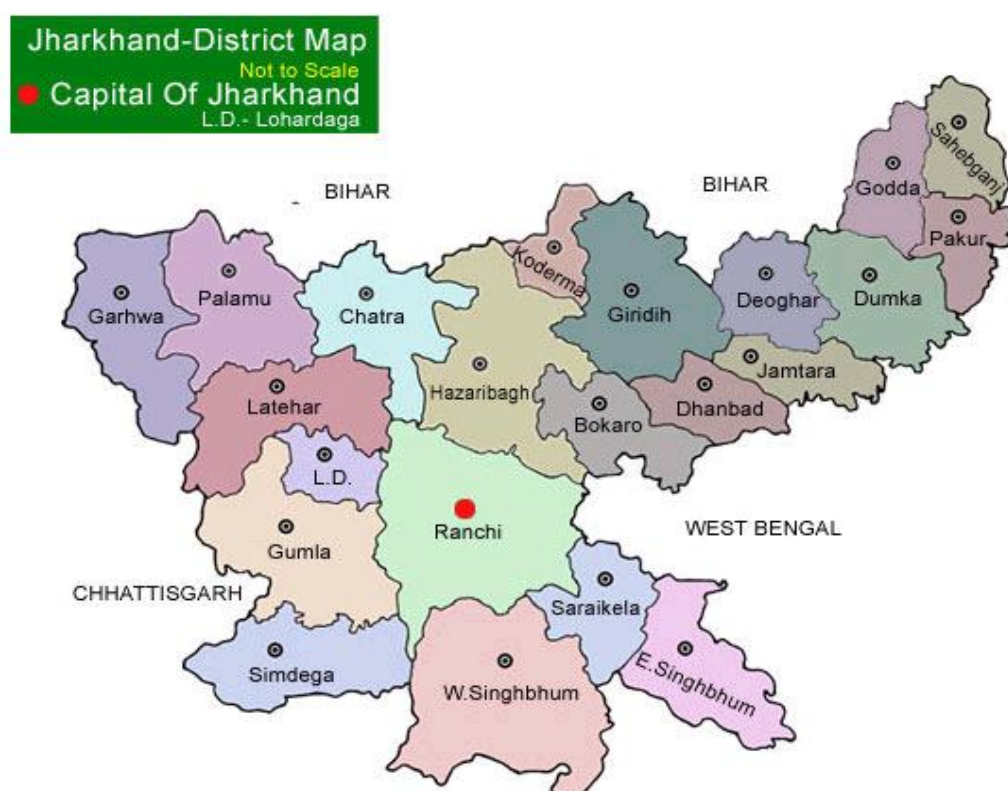 Jharkhand-District Map
Not to Scale
Capital Of Jharkhand
L.D.- Lohardaga
BIHAR
BIHAR
Sahebganj
Godda
Pakur
Koderma
Palamu
Garhwa
Chatra
Giridih
Deoghar
Dumka
Hazaribagh
Latehar
Jamtara
Dhanbad
Bokaro
L.D.
Ranchi
WEST BENGAL
Gumla
CHHATTISGARH
Saraikela
Simdega
W.Singhbhum
E.Singhbhum